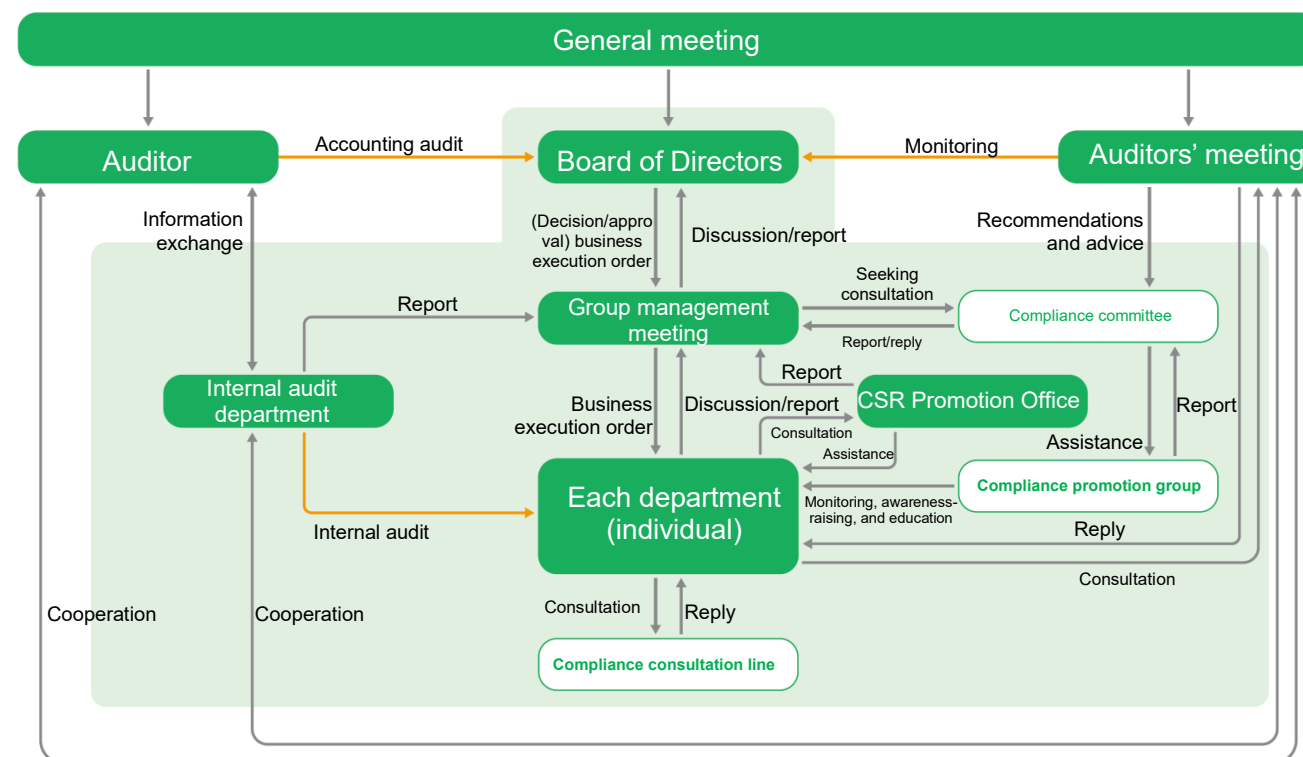 General meeting
Auditor
Accounting audit
Board of Directors
Monitoring
Auditors' meeting
Information
exchange
(Decision/appro
val) business
execution order
Discussion/report
Recommendations
and advice
Seeking
consultation
Report
Group management
meeting
Compliance committee
Report/reply
Internal audit
department
Report
CSR Promotion Office
Report
Business
execution order
Discussion/report
Consultation
Assistance
Assistance
Each department
(individual)
Compliance promotion group
Monitoring, awareness-
raising, and education
Internal audit
Reply
Consultation
Cooperation
Cooperation
Consultation
Reply
Compliance consultation line